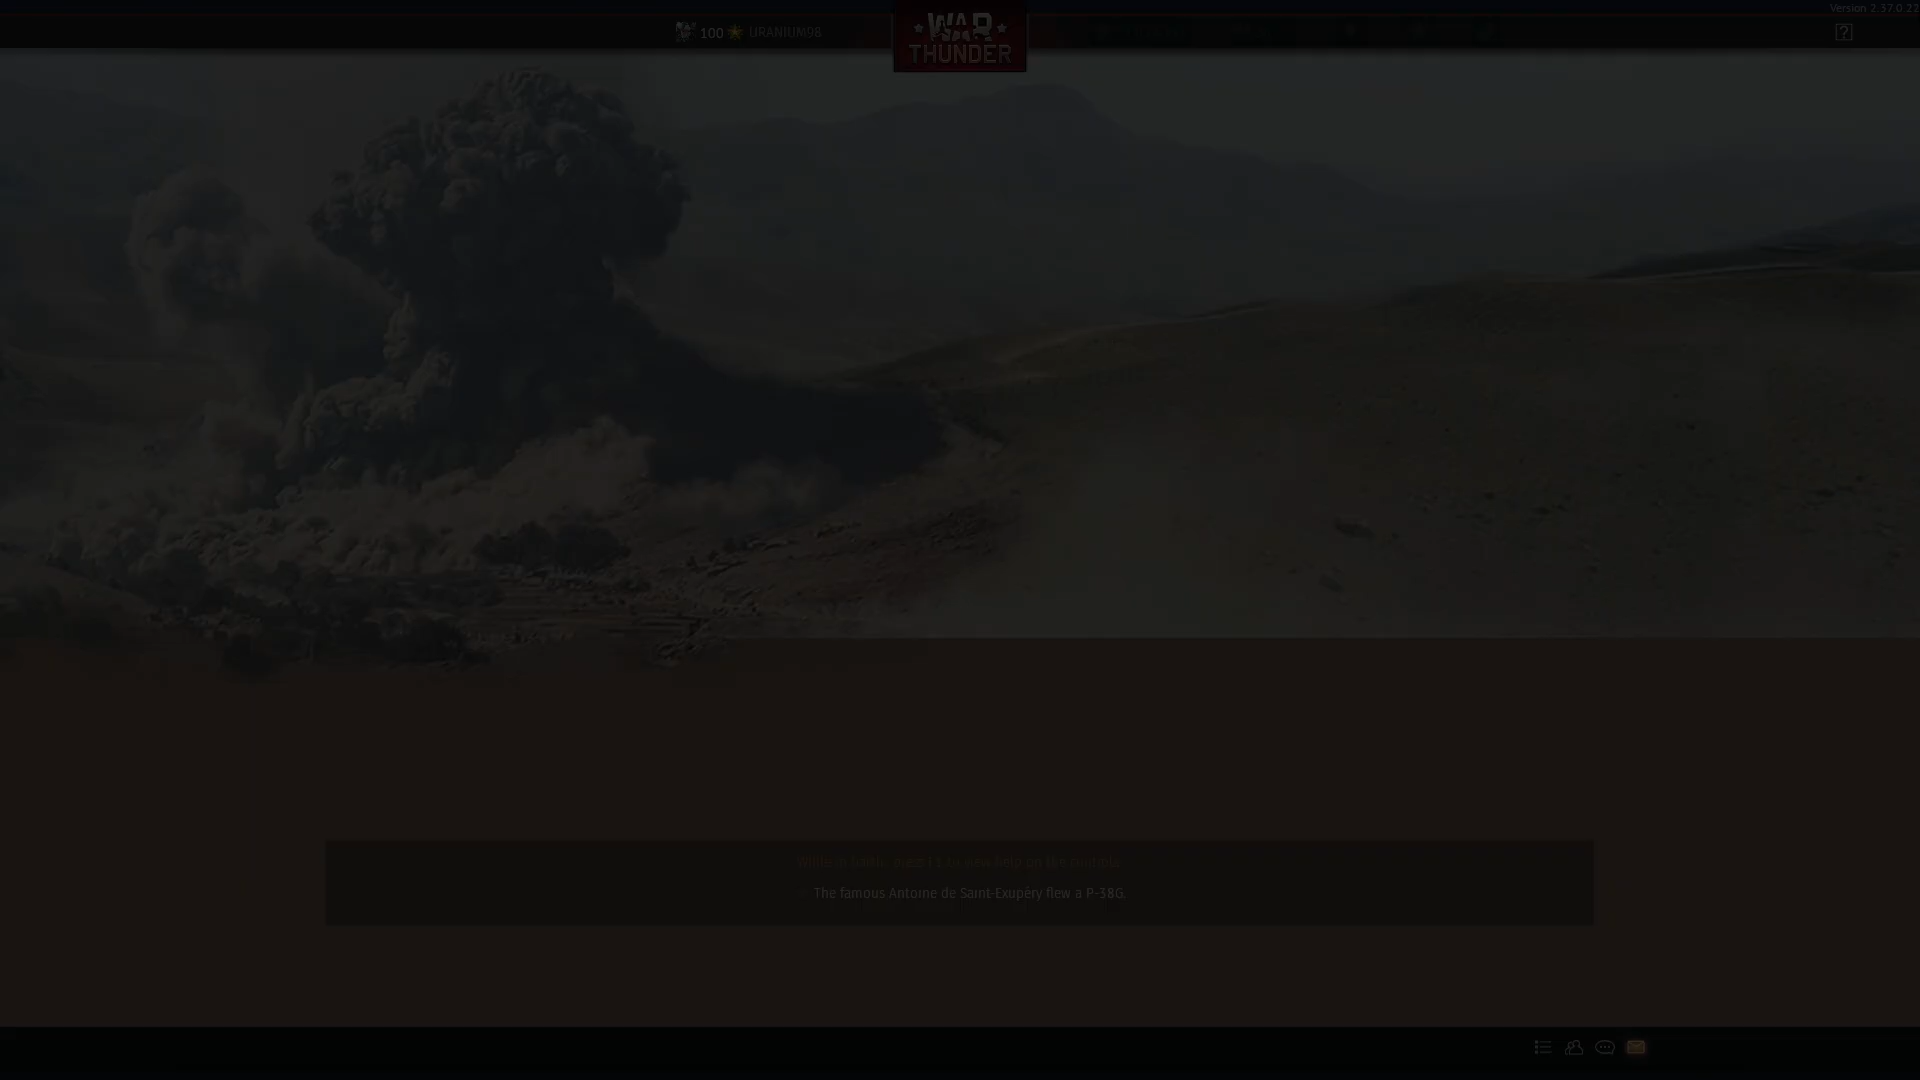 Version 2.37.0.22
100 URANIUM98
WAR
THUNDER
While in battle, press F1 to view help on the controls.
The famous Antoine de Saint-Exupéry flew a P-38G.